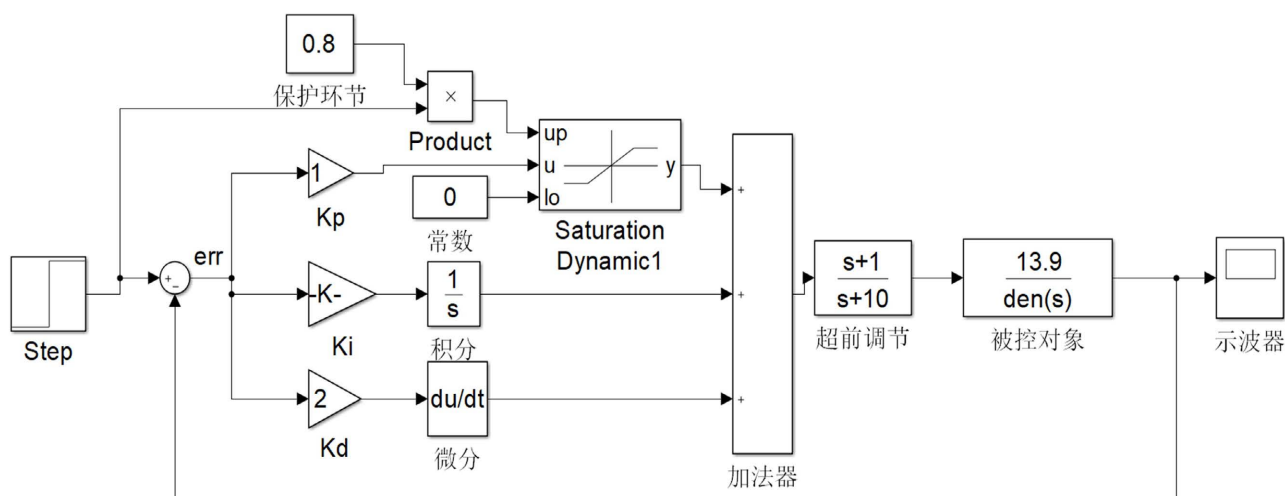 0.8
保护环节
×
Product
up
u
lo
y
Saturation
Dynamic1
1
Kp
0
常数
err
+
-
Step
-K-
Ki
1
s
积分
2
Kd
du/dt
微分
+
+
+
加法器
s+1
s+10
超前调节
13.9
den(s)
被控对象
示波器